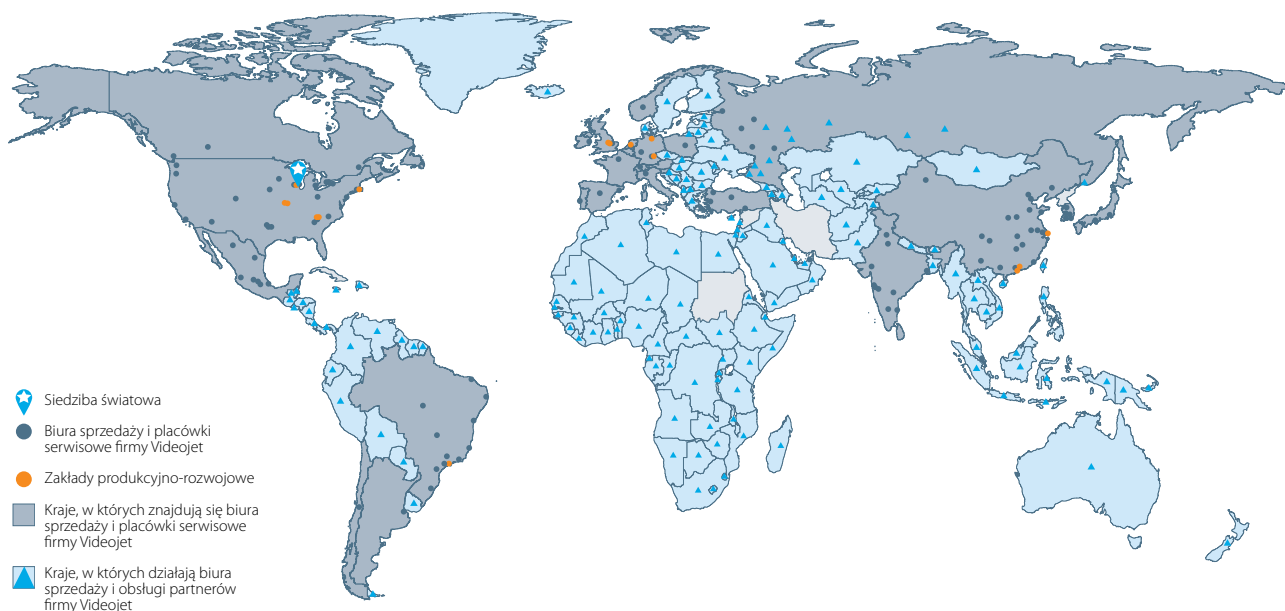 Siedziba światowa
Biura sprzedaży i placówki
serwisowe firmy Videojet
Zakłady produkcyjno-rozwojowe
Kraje, w których znajdują się biura
sprzedaży i placówki serwisowe
firmy Videojet
Kraje, w których działają biura
sprzedaży i obsługi partnerów
firmy Videojet